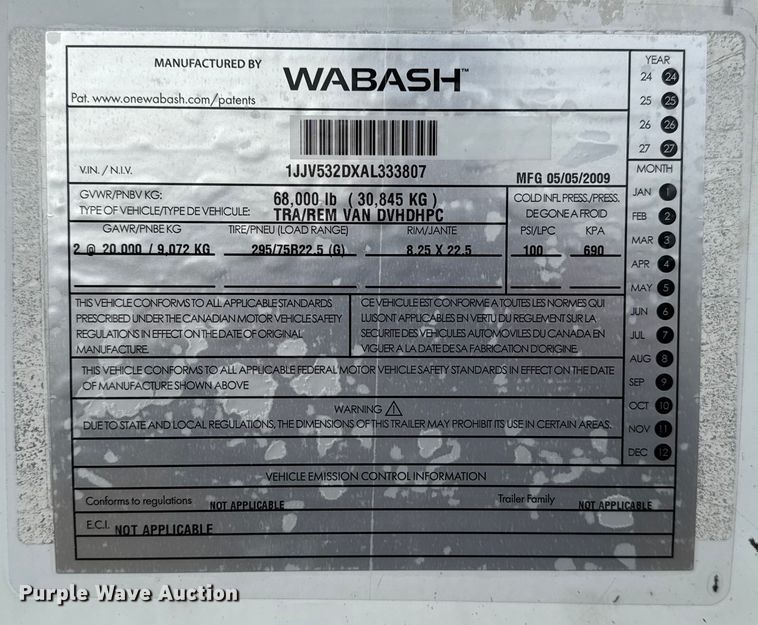 MANUFACTURED BY WABASH™
Pat. www.onewabash.com/patents
V.I.N. / N.I.V. 1JJV532DXAL333807 MFG 05/05/2009
GVWR/PNBV KG: 68,000 lb ( 30,845 KG )
TYPE OF VEHICLE/TYPE DE VEHICULE: TRA/REM VAN DVHDHPC
COLD INFL PRESS./PRESS.
DE GONE A FROID
GAWR/PNBE KG TIRE/PNEU (LOAD RANGE) RIM/JANTE PSI/LPC KPA
2 @ 20,000 / 9,072 KG 295/75R22.5 (G) 8.25 X 22.5 100 690
THIS VEHICLE CONFORMS TO ALL APPLICABLE STANDARDS
PRESCRIBED UNDER THE CANADIAN MOTOR VEHICLE SAFETY
REGULATIONS IN EFFECT ON THE DATE OF ORIGINAL
MANUFACTURE.
CE VEHICULE EST CONFORME A TOUTES LES NORMES QUI
LUISONT APPLICABLES EN VERTU DU REGLEMENT SUR LA
SECURITE DES VEHICULES AUTOMOVILES DU CANADA EN
VIGUER A LA DATE DE SA FABRICATION D'ORIGINE.
THIS VEHICLE CONFORMS TO ALL APPLICABLE FEDERAL MOTOR VEHICLE SAFETY STANDARDS IN EFFECT ON THE DATE
OF MANUFACTURE SHOWN ABOVE
WARNING
DUE TO STATE AND LOCAL REGULATIONS, THE DIMENSIONS OF THIS TRAILER MAY PROHIBIT ITS USE IN CERTAIN AREAS.
VEHICLE EMISSION CONTROL INFORMATION
Conforms to regulations NOT APPLICABLE Trailer Family NOT APPLICABLE
E.C.I. NOT APPLICABLE
YEAR
24 24
25 25
26 26
27 27
MONTH
JAN 1
FEB 2
MAR 3
APR 4
MAY 5
JUN 6
JUL 7
AUG 8
SEP 9
OCT 10
NOV 11
DEC 12
Purple Wave Auction